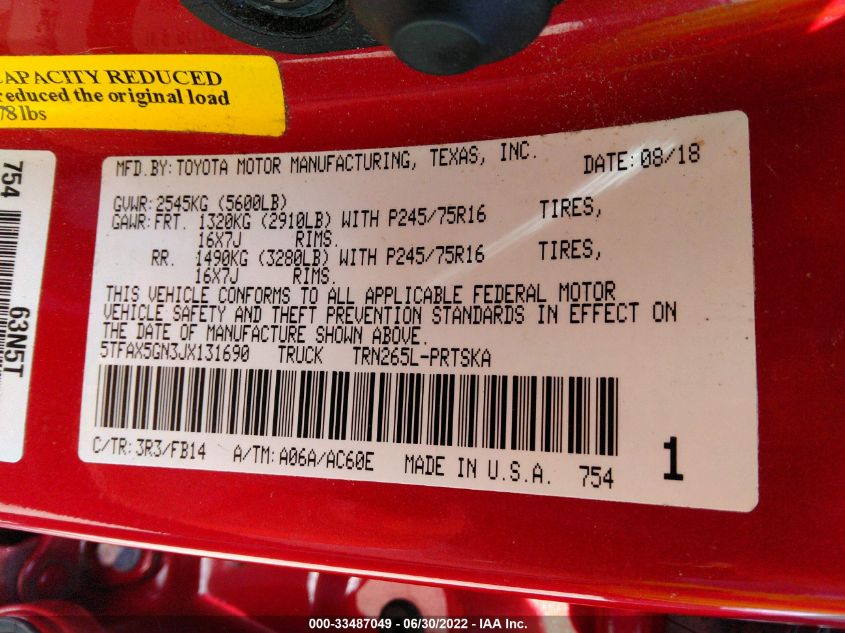 CAPACITY REDUCED
reduced the original load
78 lbs
754
63N5T
MFD.BY:TOYOTA MOTOR MANUFACTURING, TEXAS, INC. DATE:08/18
GVWR:2545KG (5600LB)
GAWR:FRT. 1320KG (2910LB) WITH P245/75R16 TIRES,
16X7J RIMS.
RR. 1490KG (3280LB) WITH P245/75R16 TIRES,
16X7J RIMS.
THIS VEHICLE CONFORMS TO ALL APPLICABLE FEDERAL MOTOR
VEHICLE SAFETY AND THEFT PREVENTION STANDARDS IN EFFECT ON
THE DATE OF MANUFACTURE SHOWN ABOVE.
5TFAX5GN3JX131690 TRUCK TRN265L-PRTSKA
C/TR:3R3/FB14 A/TM:A06A/AC60E MADE IN U.S.A. 754 1
000-33487049 - 06/30/2022 - IAA Inc.